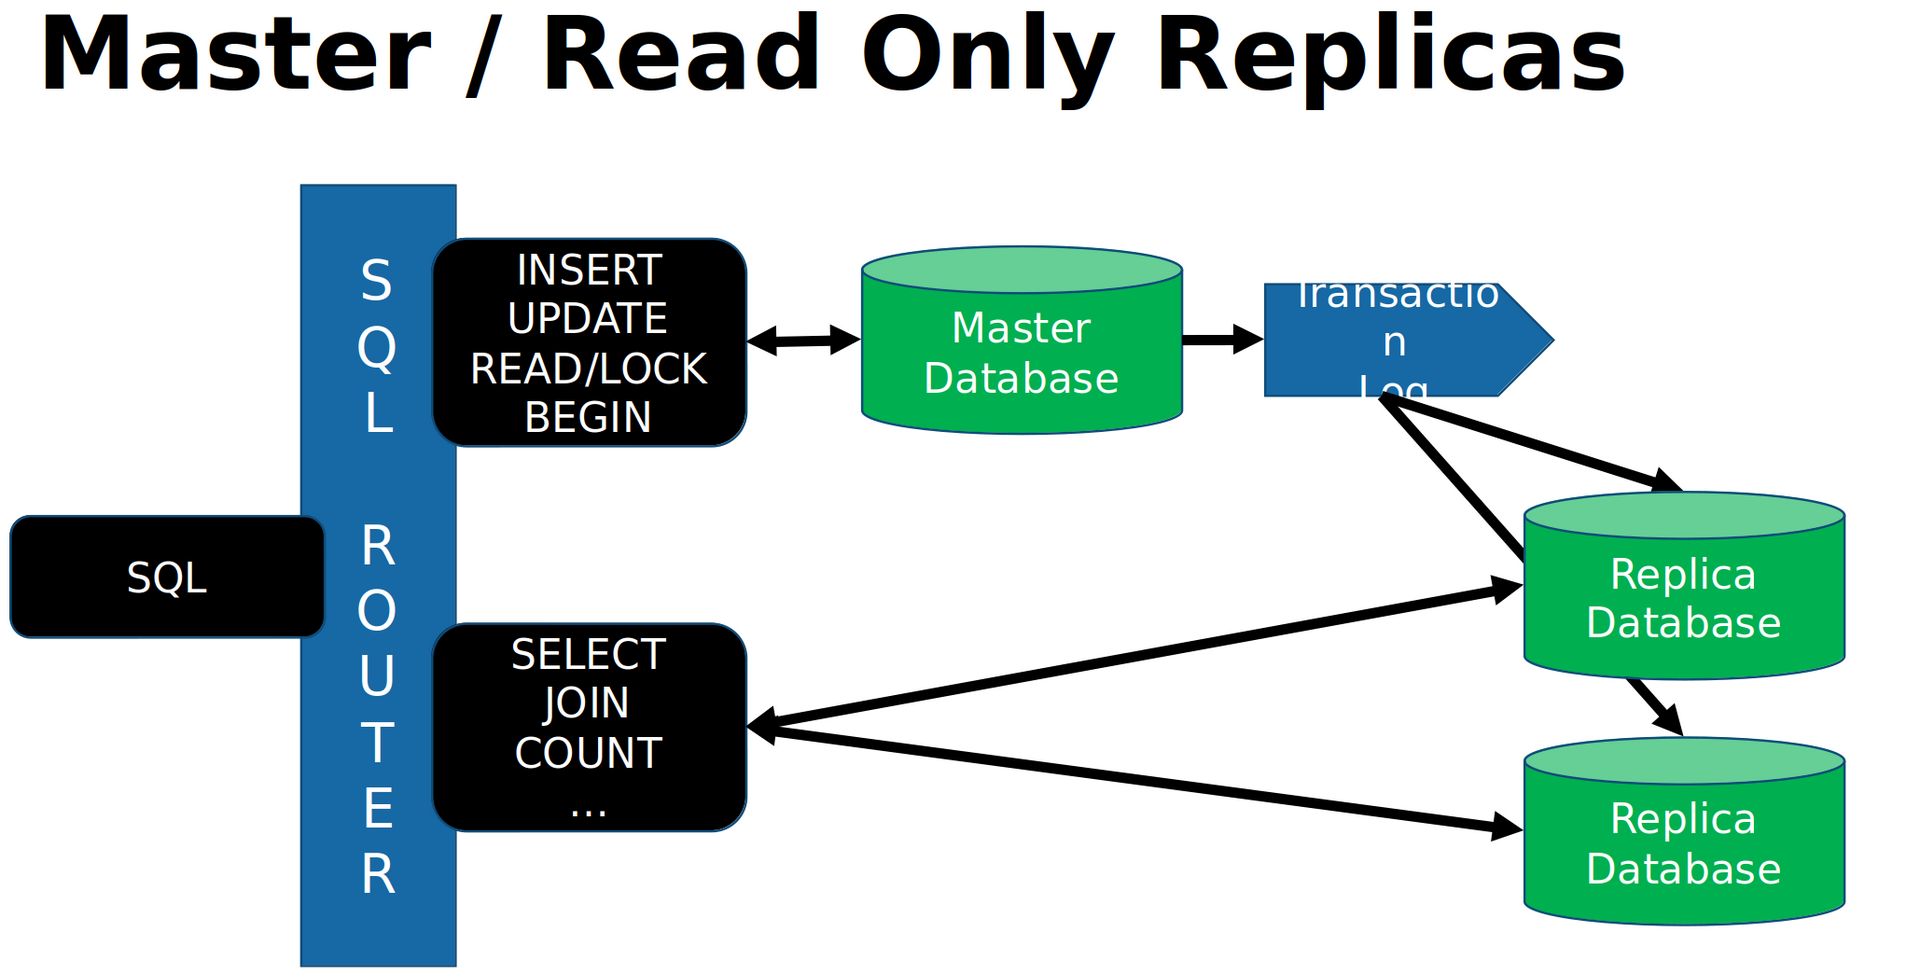 Master / Read Only Replicas
SQL
S
Q
L
R
O
U
T
E
R
INSERT
UPDATE
READ/LOCK
BEGIN
Master
Database
Transactio
n
Log
SELECT
JOIN
COUNT
...
Replica
Database
Replica
Database